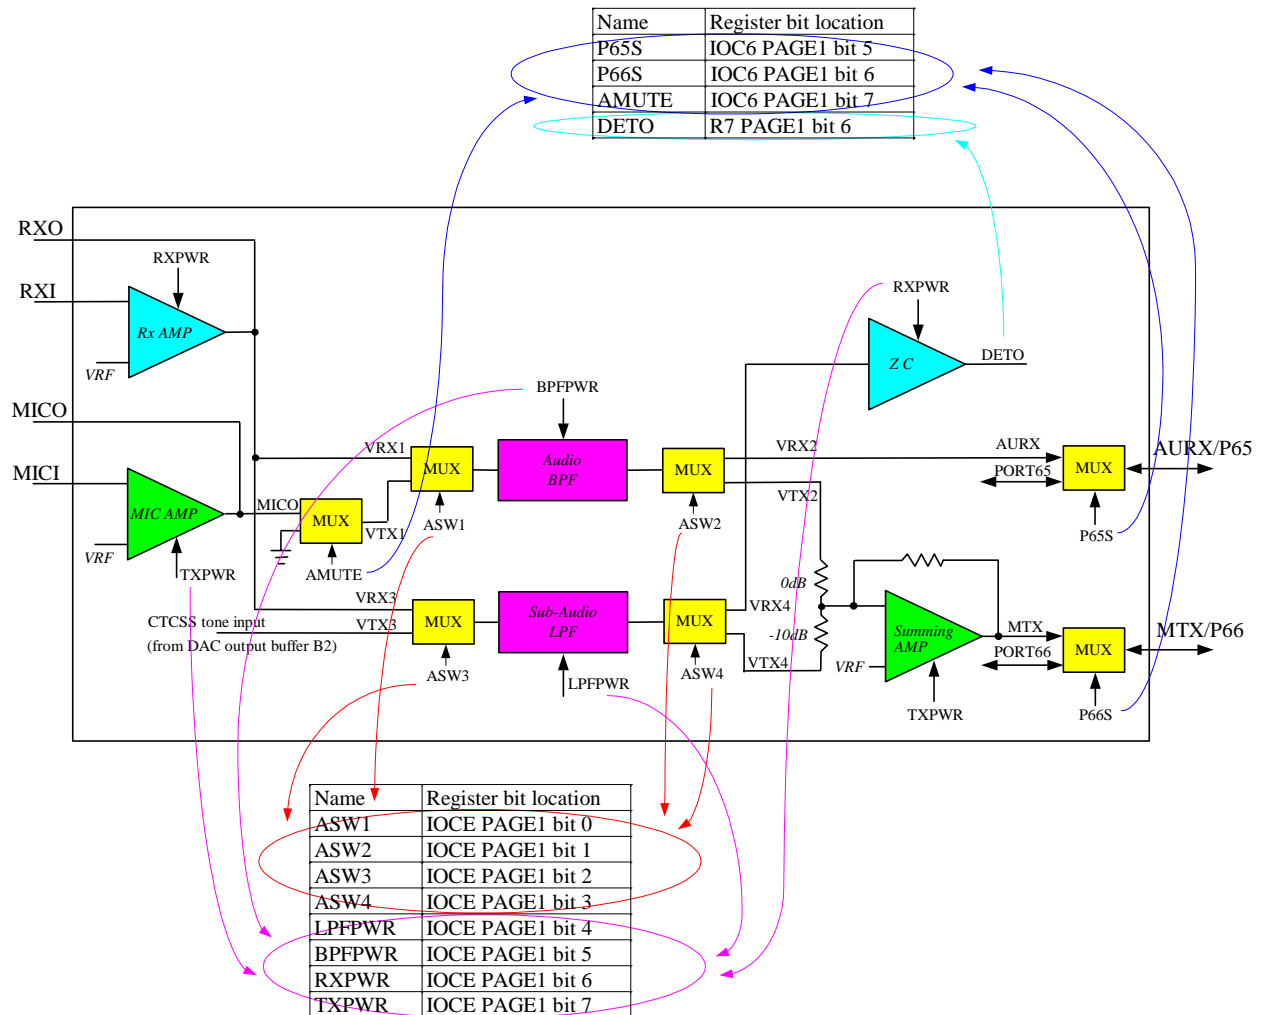 Name Register bit location
P65S IOC6 PAGE1 bit 5
P66S IOC6 PAGE1 bit 6
AMUTE IOC6 PAGE1 bit 7
DETO R7 PAGE1 bit 6
RXO
RXPWR
RXI
Rx AMP
VRF
RXPWR
Z C
DETO
MICO
BPFPWR
MICI
MIC AMP
VRF
TXPWR
MICO
MUX
VTX1
AMUTE
VRX1
MUX
ASW1
Audio
BPF
MUX
ASW2
VRX2
VTX2
AURX
PORT65
MUX
AURX/P65
P65S
CTCSS tone input
(from DAC output buffer B2)
VRX3
VTX3
MUX
ASW3
Sub-Audio
LPF
LPFPWR
MUX
ASW4
VRX4
VTX4
0dB
-10dB
Summing
AMP
VRF
TXPWR
MTX
PORT66
MUX
MTX/P66
P66S
Name Register bit location
ASW1 IOCE PAGE1 bit 0
ASW2 IOCE PAGE1 bit 1
ASW3 IOCE PAGE1 bit 2
ASW4 IOCE PAGE1 bit 3
LPFPWR IOCE PAGE1 bit 4
BPFPWR IOCE PAGE1 bit 5
RXPWR IOCE PAGE1 bit 6
TXPWR IOCE PAGE1 bit 7